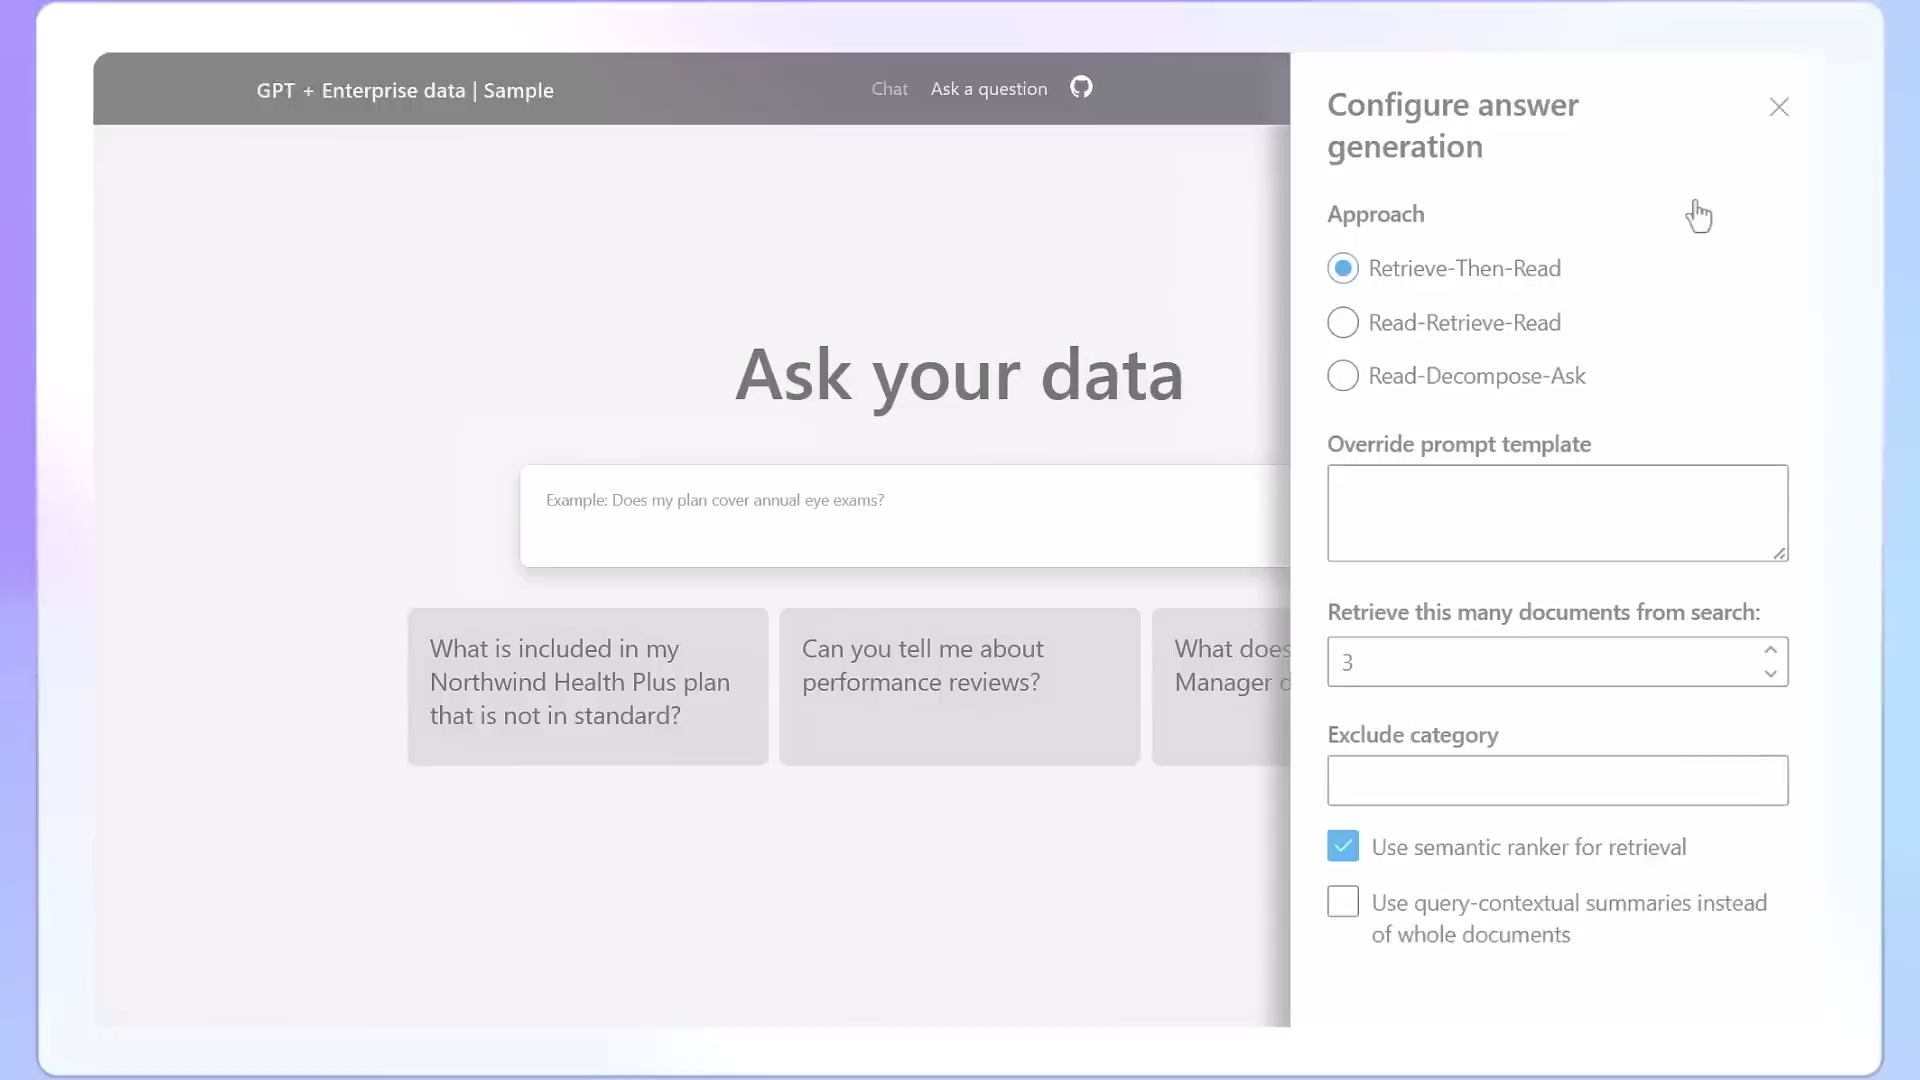 GPT + Enterprise data | Sample
Chat
Ask a question
Ask your data
Example: Does my plan cover annual eye exams?
What is included in my
Northwind Health Plus plan
that is not in standard?
Can you tell me about
performance reviews?
What does
Manager
Configure answer
generation
Approach
Retrieve-Then-Read
Read-Retrieve-Read
Read-Decompose-Ask
Override prompt template
Retrieve this many documents from search:
3
Exclude category
Use semantic ranker for retrieval
Use query-contextual summaries instead
of whole documents